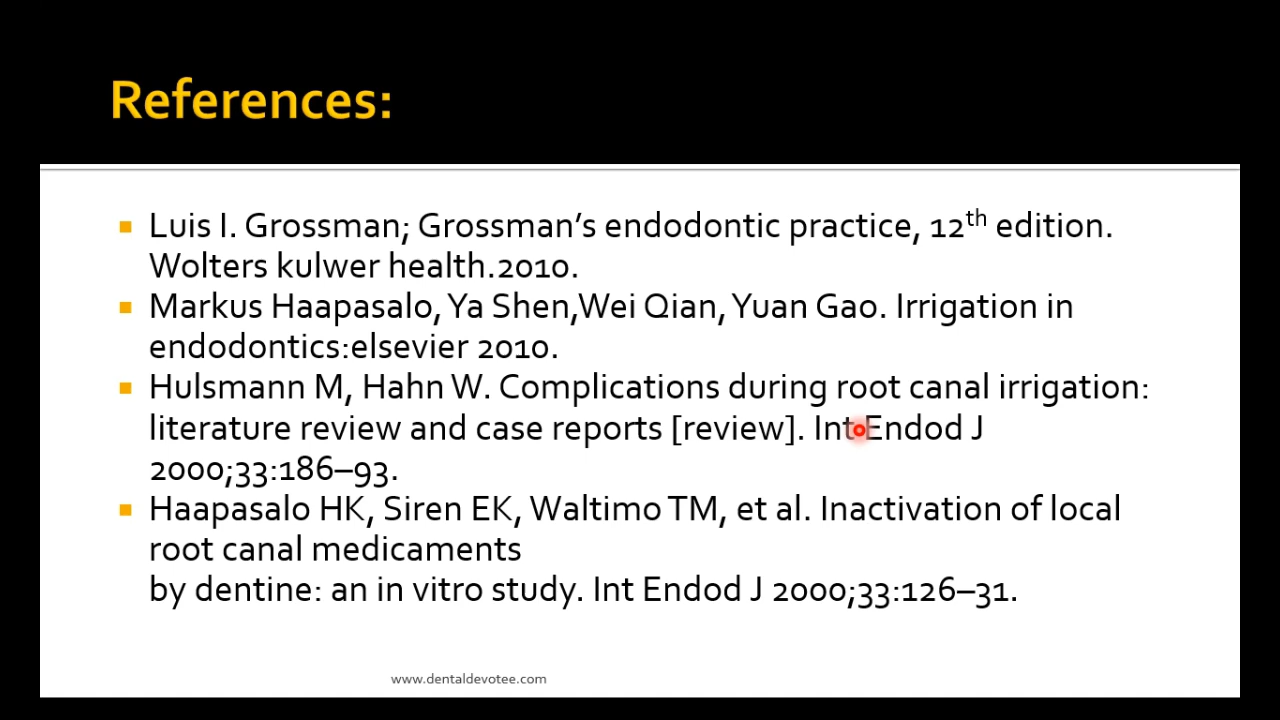 References:
Luis I. Grossman; Grossman's endodontic practice, 12th edition.
Wolters kulwer health.2010.
Markus Haapasalo, Ya Shen,Wei Qian, Yuan Gao. Irrigation in
endodontics:elsevier 2010.
Hulsmann M, Hahn W. Complications during root canal irrigation:
literature review and case reports [review]. Int Endod J
2000;33:186–93.
Haapasalo HK, Siren EK, Waltimo TM, et al. Inactivation of local
root canal medicaments
by dentine: an in vitro study. Int Endod J 2000;33:126–31.
www.dentaldevotee.com